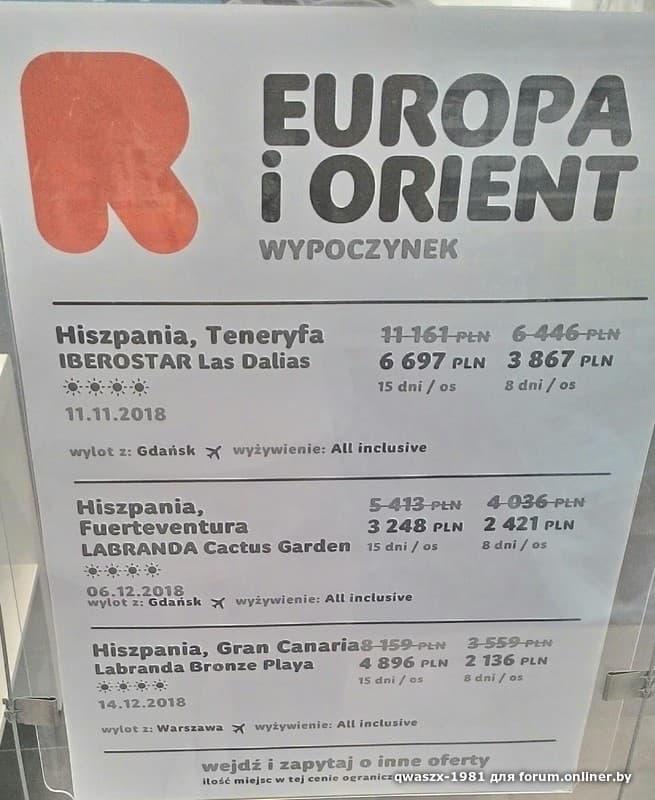 R
EUROPA
i ORIENT
WYPOCZYNEK
Hiszpania, Teneryfa 11 161 PLN 6 446 PLN
IBEROSTAR Las Dalias 6 697 PLN 3 867 PLN
15 dni / os 8 dni / os
11.11.2018
wylot z: Gdańsk wyżywienie: All inclusive
Hiszpania, 5 413 PLN 4 036 PLN
Fuerteventura 3 248 PLN 2 421 PLN
LABRANDA Cactus Garden 15 dni / os 8 dni / os
06.12.2018
wylot z: Gdańsk wyżywienie: All inclusive
Hiszpania, Gran Canaria 8 159 PLN 3 559 PLN
Labranda Bronze Playa 4 896 PLN 2 136 PLN
15 dni / os 8 dni / os
14.12.2018
wylot z: Warszawa wyżywienie: All inclusive
wejdź i zapytaj o inne oferty
ilość miejsc w tej cenie
qwaszx-1981 для forum.onliner.by